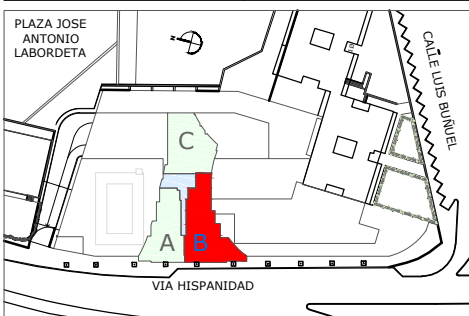 PLAZA JOSE
ANTONIO
LABORDETA
N
CALLE LUIS BUÑUEL
C
A
B
VIA HISPANIDAD